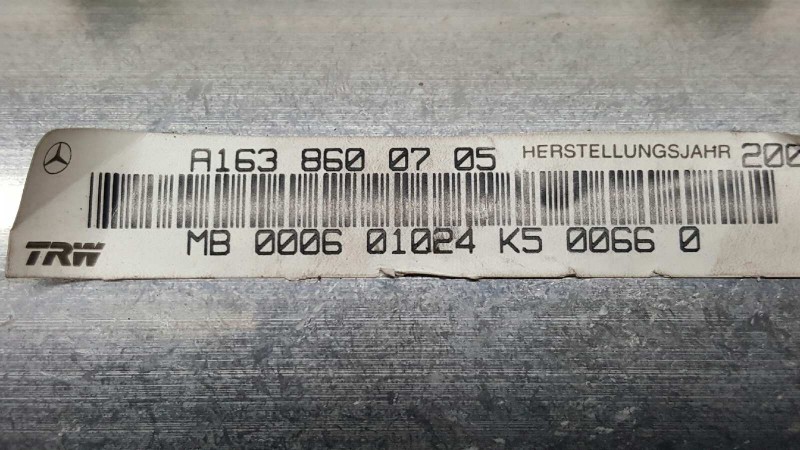 A163 860 07 05 HERSTELLUNGSJAHR 200
MB 0006 01024 K5 0066 0
TRW